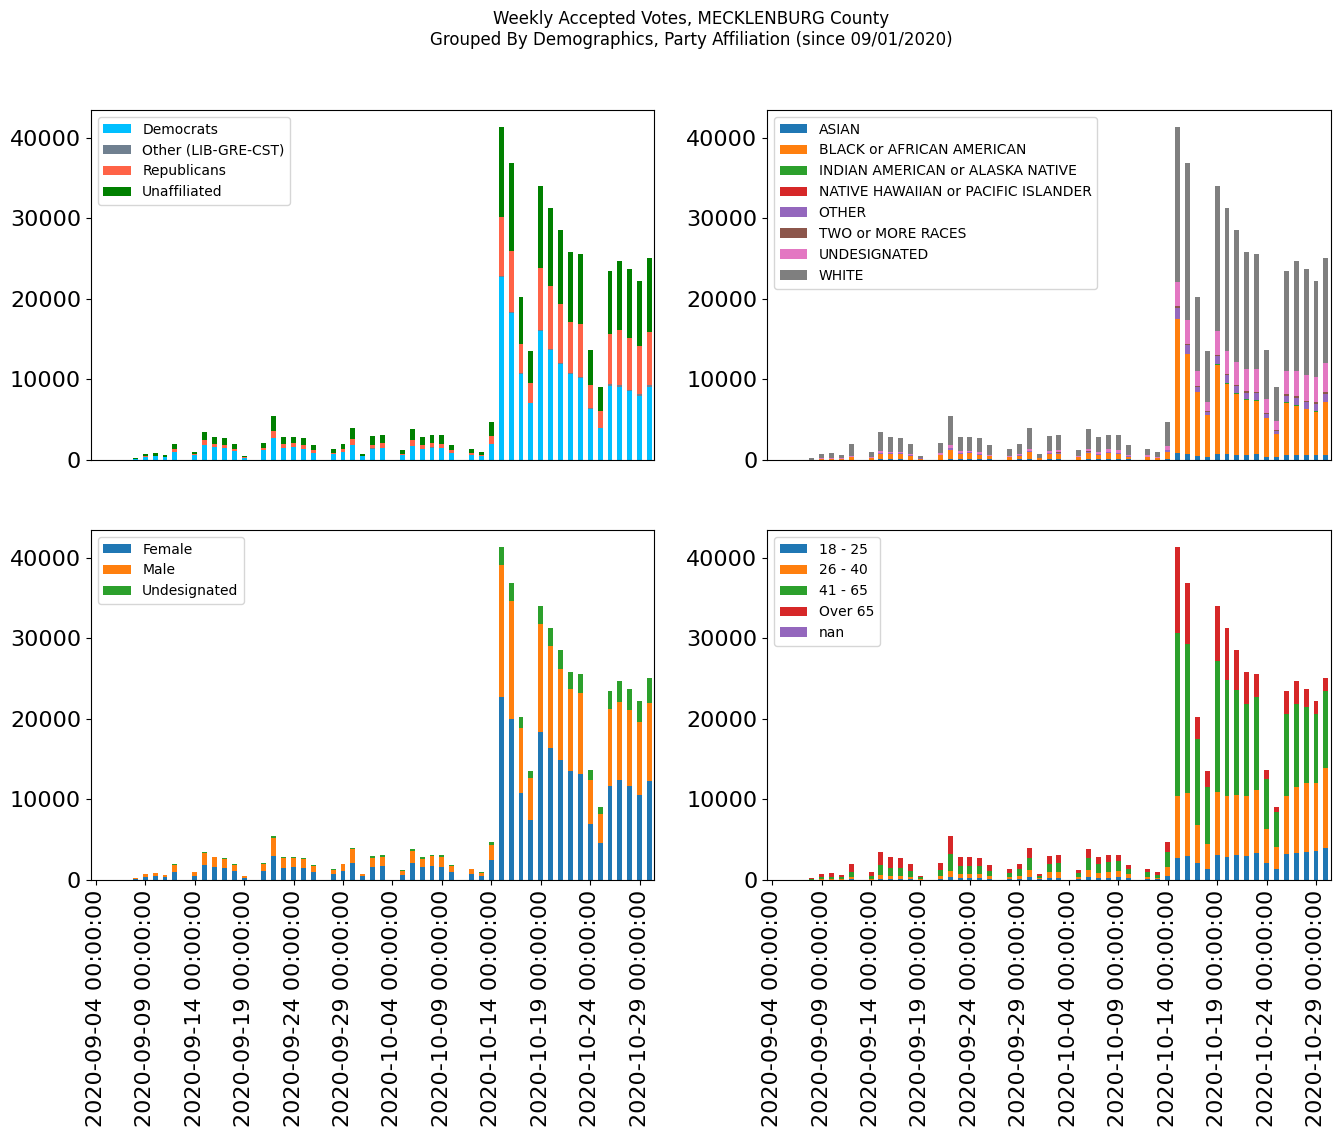 Weekly Accepted Votes, MECKLENBURG County
Grouped By Demographics, Party Affiliation (since 09/01/2020)
40000
30000
20000
10000
0
Democrats
Other (LIB-GRE-CST)
Republicans
Unaffiliated
40000
30000
20000
10000
0
ASIAN
BLACK or AFRICAN AMERICAN
INDIAN AMERICAN or ALASKA NATIVE
NATIVE HAWAIIAN or PACIFIC ISLANDER
OTHER
TWO or MORE RACES
UNDESIGNATED
WHITE
40000
30000
20000
10000
0
Female
Male
Undesignated
2020-09-04 00:00:00
2020-09-09 00:00:00
2020-09-14 00:00:00
2020-09-19 00:00:00
2020-09-24 00:00:00
2020-09-29 00:00:00
2020-10-04 00:00:00
2020-10-09 00:00:00
2020-10-14 00:00:00
2020-10-19 00:00:00
2020-10-24 00:00:00
2020-10-29 00:00:00
40000
30000
20000
10000
0
18 - 25
26 - 40
41 - 65
Over 65
nan
2020-09-04 00:00:00
2020-09-09 00:00:00
2020-09-14 00:00:00
2020-09-19 00:00:00
2020-09-24 00:00:00
2020-09-29 00:00:00
2020-10-04 00:00:00
2020-10-09 00:00:00
2020-10-14 00:00:00
2020-10-19 00:00:00
2020-10-24 00:00:00
2020-10-29 00:00:00